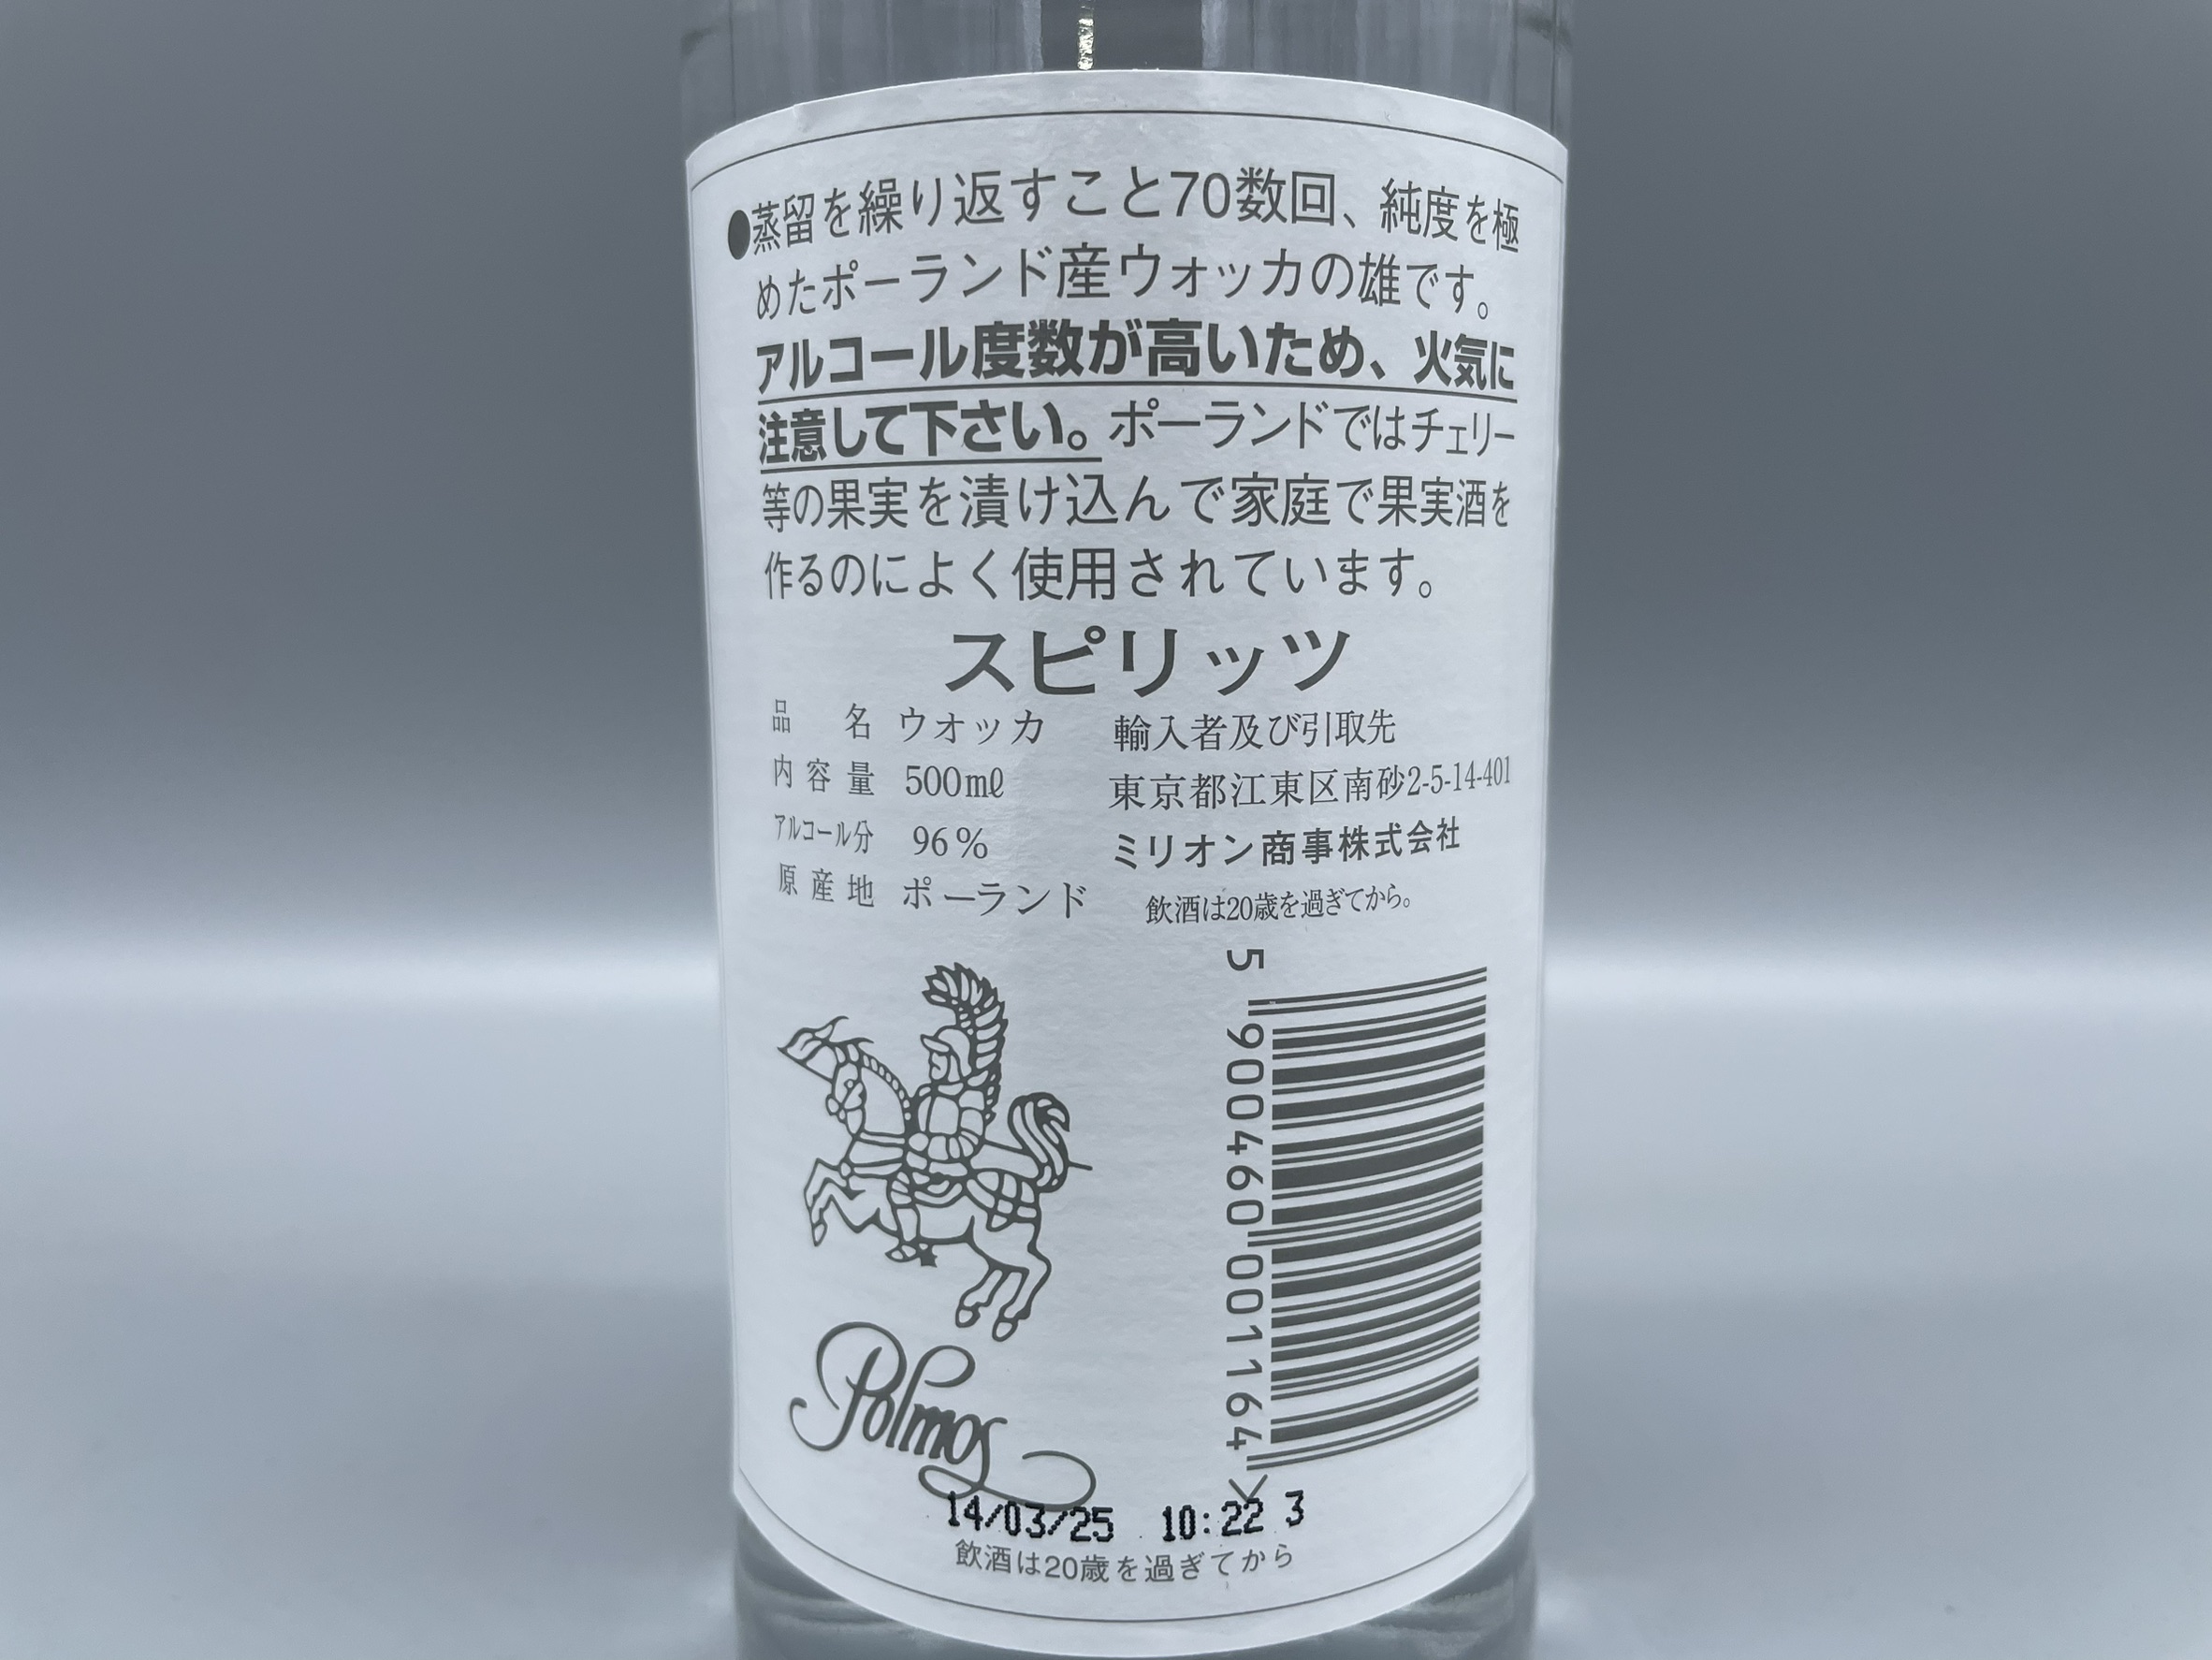 ●蒸留を繰り返すこと70数回、純度を極
めたポーランド産ウォッカの雄です。
アルコール度数が高いため、火気に
注意して下さい。ポーランドではチェリー
等の果実を漬け込んで家庭で果実酒を
作るのによく使用されています。
スピリッツ
品名 ウオッカ
内容量 500㎖
アルコール分 96%
原産地 ポーランド
輸入者及び引取先
東京都江東区南砂2-5-14-401
ミリオン商事株式会社
飲酒は20歳を過ぎてから。
5 900460 001164 >
Polmos
14/03/25 10:22 3
飲酒は20歳を過ぎてから